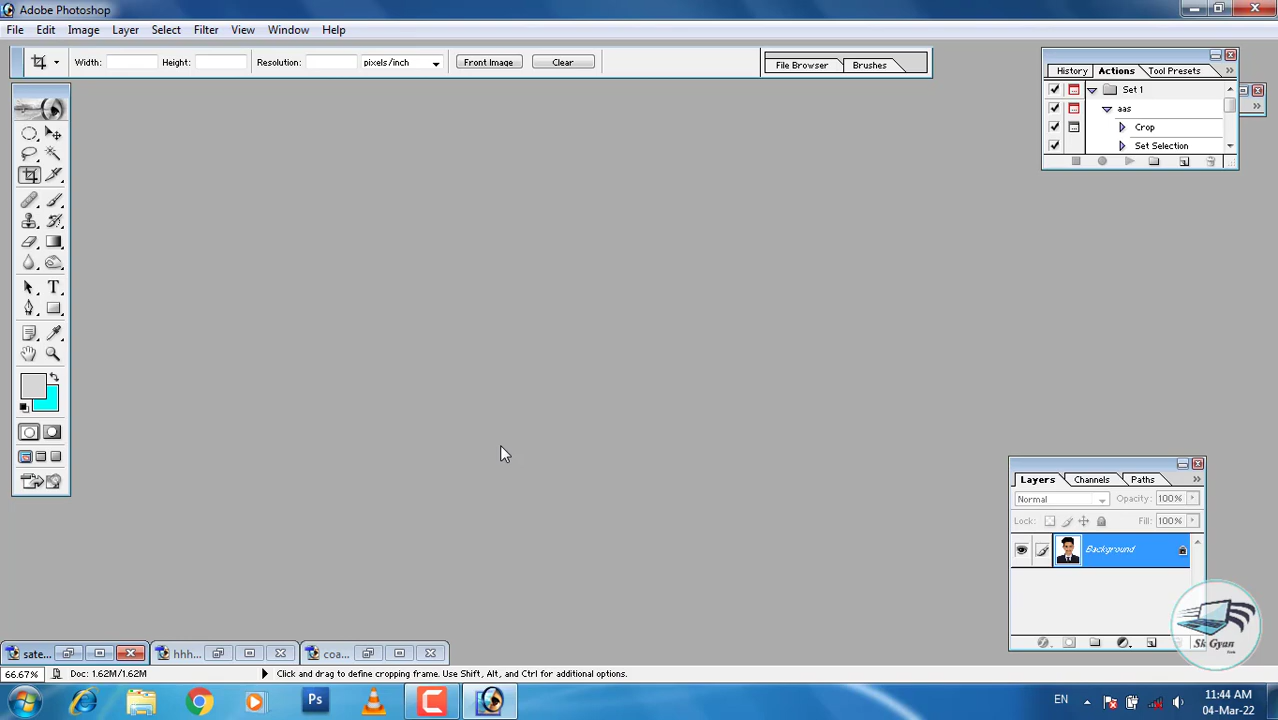 Adobe Photoshop
File Edit Image Layer Select Filter View Window Help
Width: Height: Resolution: pixels/inch Front Image Clear File Browser Brushes
History Actions Tool Presets
Set 1
aas
Crop
Set Selection
Layers Channels Paths
Normal Opacity: 100%
Lock: Fill: 100%
Background
Sk Gyan
sate... hhh... coa...
66.67% Doc: 1.62M/1.62M Click and drag to define cropping frame. Use Shift, Alt, and Ctrl for additional options.
Ps EN 11:44 AM
04-Mar-22